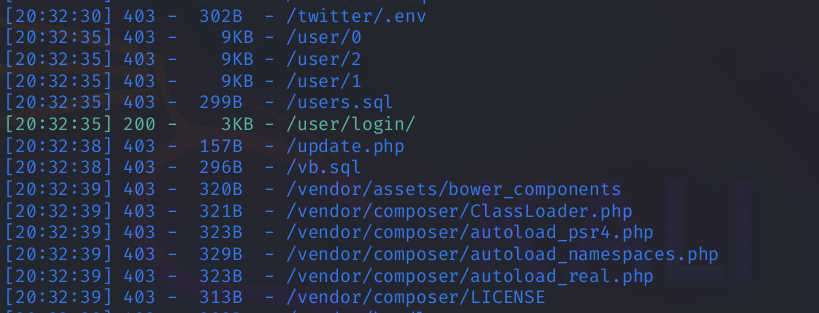 [20:32:30] 403 -   302B  - /twitter/.env
[20:32:35] 403 -     9KB - /user/0
[20:32:35] 403 -     9KB - /user/2
[20:32:35] 403 -     9KB - /user/1
[20:32:35] 403 -   299B  - /users.sql
[20:32:35] 200 -     3KB - /user/login/
[20:32:38] 403 -   157B  - /update.php
[20:32:38] 403 -   296B  - /vb.sql
[20:32:39] 403 -   320B  - /vendor/assets/bower_components
[20:32:39] 403 -   321B  - /vendor/composer/ClassLoader.php
[20:32:39] 403 -   323B  - /vendor/composer/autoload_psr4.php
[20:32:39] 403 -   329B  - /vendor/composer/autoload_namespaces.php
[20:32:39] 403 -   323B  - /vendor/composer/autoload_real.php
[20:32:39] 403 -   313B  - /vendor/composer/LICENSE